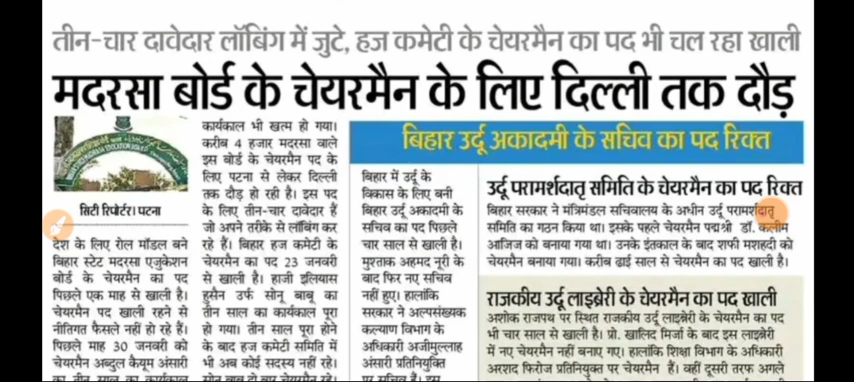 तीन-चार दावेदार लॉबिंग में जुटे, हज कमेटी के चेयरमैन का पद भी चल रहा खाली
मदरसा बोर्ड के चेयरमैन के लिए दिल्ली तक दौड़
सिटी रिपोर्टर। पटना
देश के लिए रोल मॉडल बने
बिहार स्टेट मदरसा एजुकेशन
बोर्ड के चेयरमैन का पद
पिछले एक माह से खाली है।
चेयरमैन पद खाली रहने से
नीतिगत फैसले नहीं हो रहे हैं।
पिछले माह 30 जनवरी को
चेयरमैन अब्दुल कैयूम अंसारी
का तीन साल का कार्यकाल
कार्यकाल भी खत्म हो गया।
करीब 4 हजार मदरसा वाले
इस बोर्ड के चेयरमैन पद के
लिए पटना से लेकर दिल्ली
तक दौड़ हो रही है। इस पद
के लिए तीन-चार दावेदार हैं
जो अपने तरीके से लॉबिंग कर
रहे हैं। बिहार हज कमेटी के
चेयरमैन का पद 23 जनवरी
से खाली है। हाजी इलियास
हुसैन उर्फ सोनू बाबू का
तीन साल का कार्यकाल पूरा
हो गया। तीन साल पूरा होने
के बाद हज कमेटी समिति में
भी अब कोई सदस्य नहीं रहे।
सोनू बाबू दो बार चेयरमैन रहे।
बिहार उर्दू अकादमी के सचिव का पद रिक्त
बिहार में उर्दू के
विकास के लिए बनी
बिहार उर्दू अकादमी के
सचिव का पद पिछले
चार साल से खाली है।
मुश्ताक अहमद नूरी के
बाद फिर नए सचिव
नहीं हुए। हालांकि
सरकार ने अल्पसंख्यक
कल्याण विभाग के
अधिकारी अजीमुल्लाह
अंसारी प्रतिनियुक्ति
पर सचिव हैं। इस
उर्दू परामर्शदातृ समिति के चेयरमैन का पद रिक्त
बिहार सरकार ने मंत्रिमंडल सचिवालय के अधीन उर्दू परामर्शदातृ
समिति का गठन किया था। इसके पहले चेयरमैन पद्मश्री डॉ. कलीम
आजिज को बनाया गया था। उनके इंतकाल के बाद शफी मशहदी को
चेयरमैन बनाया गया। करीब ढाई साल से चेयरमैन का पद खाली है।
राजकीय उर्दू लाइब्रेरी के चेयरमैन का पद खाली
अशोक राजपथ पर स्थित राजकीय उर्दू लाइब्रेरी के चेयरमैन का पद
भी चार साल से खाली है। प्रो. खालिद मिर्जा के बाद इस लाइब्रेरी
में नए चेयरमैन नहीं बनाए गए। हालांकि शिक्षा विभाग के अधिकारी
अरशद फिरोज प्रतिनियुक्ति पर चेयरमैन हैं। वहीं दूसरी तरफ अगले